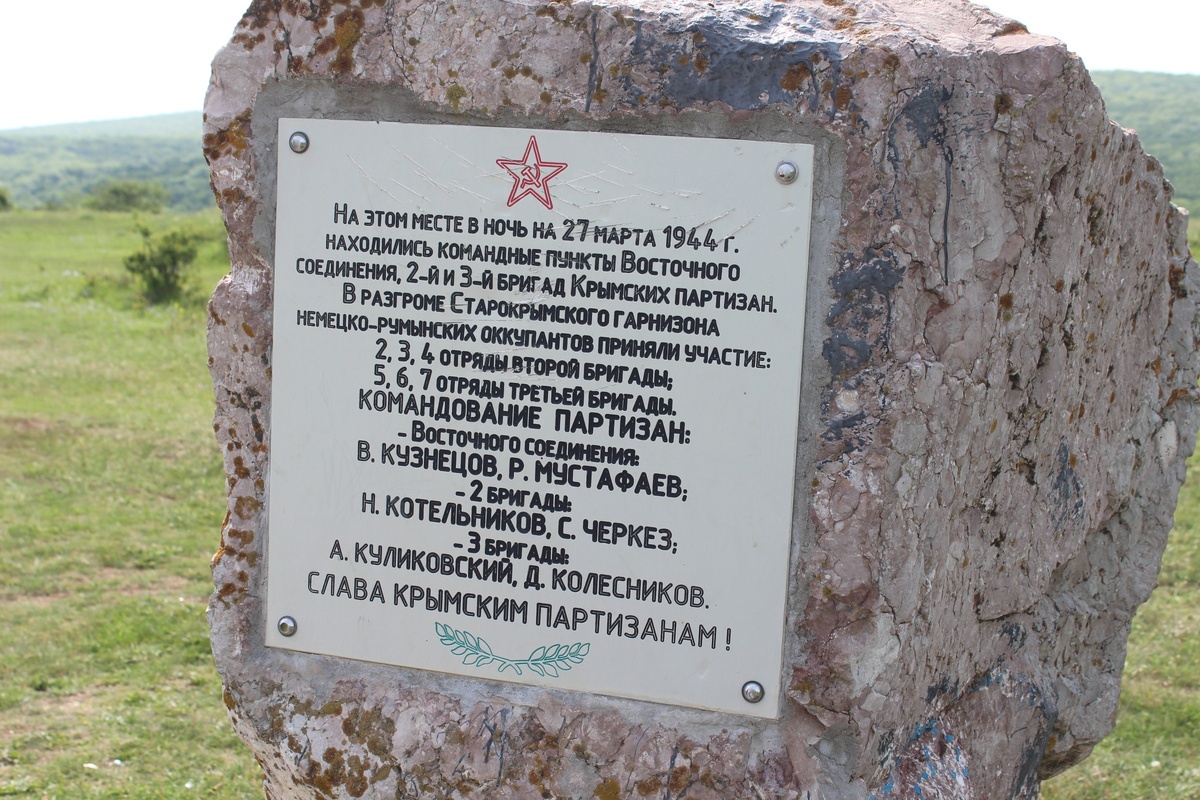 На этом месте в ночь на 27 марта 1944 г.
находились командные пункты Восточного
соединения, 2-й и 3-й бригад Крымских партизан.
В разгроме Старокрымского гарнизона
немецко-румынских оккупантов приняли участие:
2, 3, 4 отряды второй бригады;
5, 6, 7 отряды третьей бригады.
КОМАНДОВАНИЕ ПАРТИЗАН:
- Восточного соединения:
В. КУЗНЕЦОВ, Р. МУСТАФАЕВ;
- 2 бригады:
Н. КОТЕЛЬНИКОВ, С. ЧЕРКЕЗ;
- 3 бригады:
А. КУЛИКОВСКИЙ, Д. КОЛЕСНИКОВ.
СЛАВА КРЫМСКИМ ПАРТИЗАНАМ !